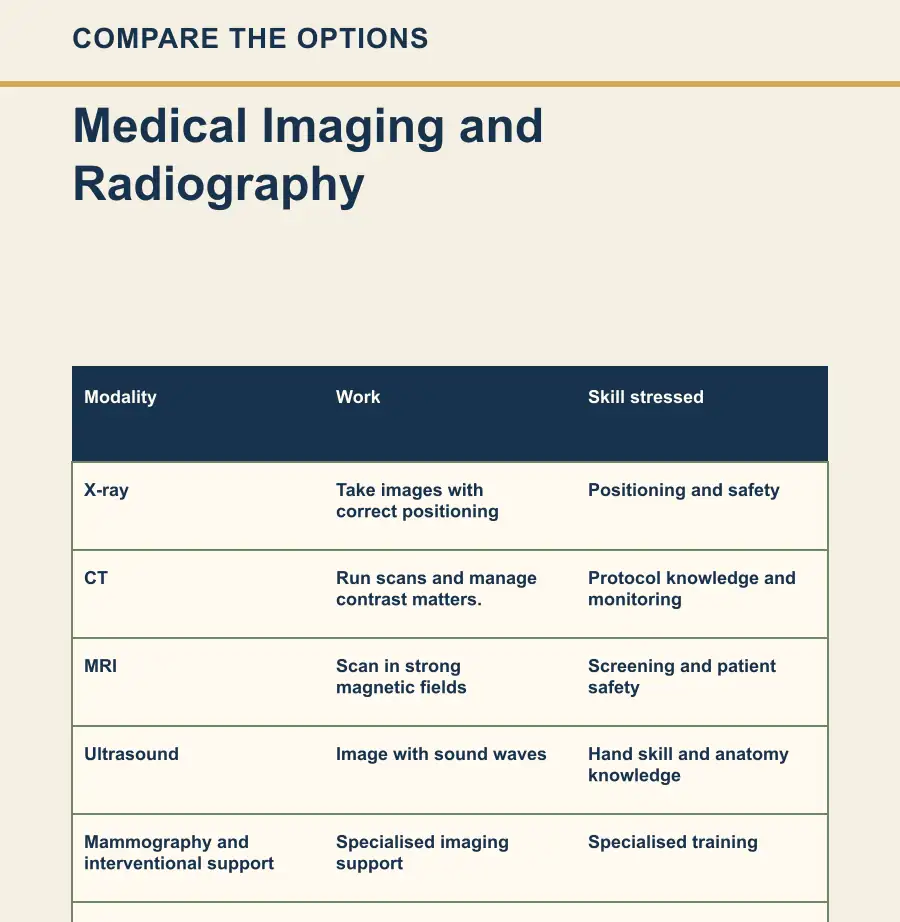 COMPARE THE OPTIONS
Medical Imaging and
Radiography
Modality
Work
Skill stressed
X-ray
Take images with
correct positioning
Positioning and safety
CT
Run scans and manage
contrast matters.
Protocol knowledge and
monitoring
MRI
Scan in strong
magnetic fields
Screening and patient
safety
Ultrasound
Image with sound waves
Hand skill and anatomy
knowledge
Mammography and
interventional support
Specialised imaging
support
Specialised training